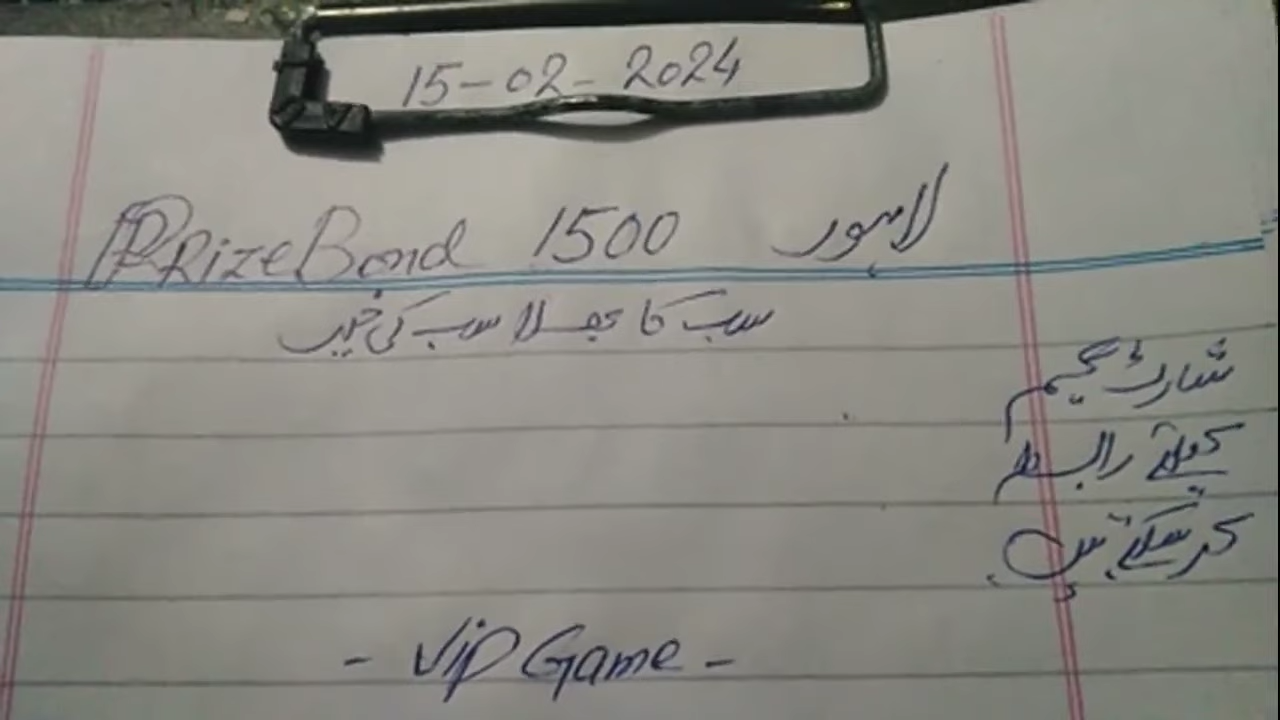 15-02-2024
PRizeBond 1500 لاہور
سب کا بھلا سب کی خیر
شارٹ گیم
کیلئے رابطہ
کر سکتے ہیں
- Vip Game -